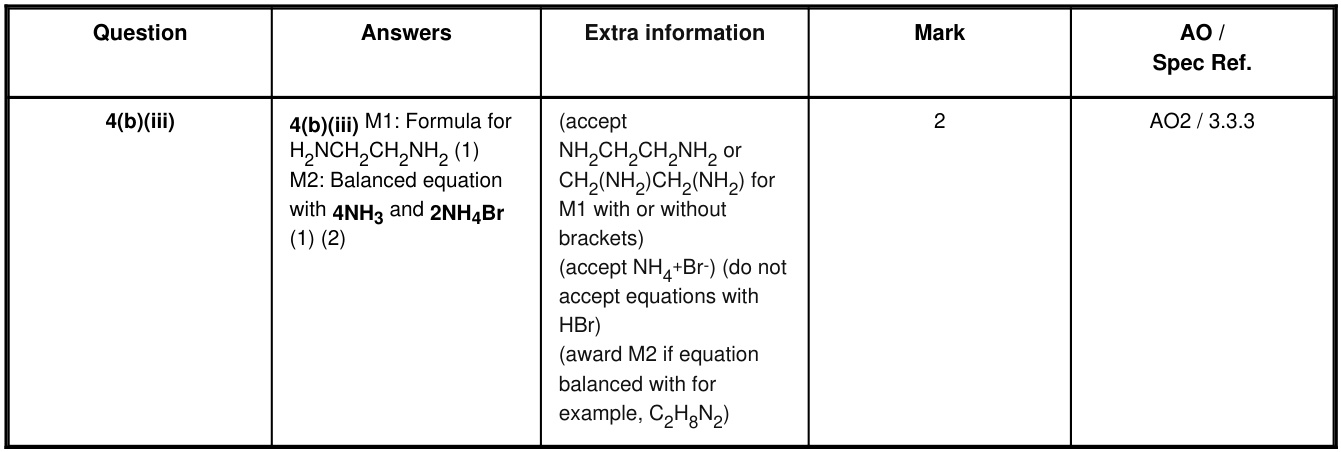 Question Answers Extra information Mark AO /
Spec Ref.
4(b)(iii) 4(b)(iii) M1: Formula for (accept 2 AO2 / 3.3.3
H₂NCH₂CH₂NH₂ (1) NH₂CH₂CH₂NH₂ or
M2: Balanced equation CH₂(NH₂)CH₂(NH₂) for
with 4NH₃ and 2NH₄Br M1 with or without
(1) (2) brackets)
(accept NH₄+Br-) (do not
accept equations with
HBr)
(award M2 if equation
balanced with for
example, C₂H₈N₂)